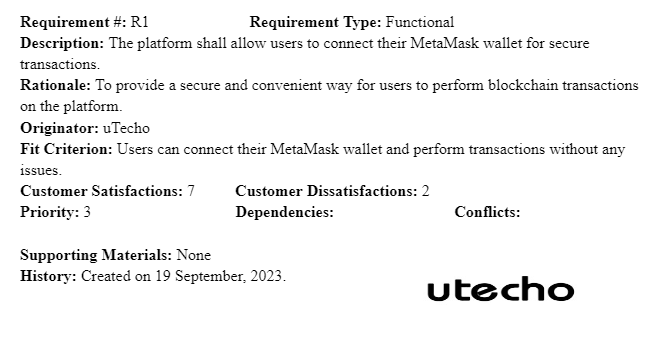 Requirement #: R1 Requirement Type: Functional
Description: The platform shall allow users to connect their MetaMask wallet for secure
transactions.
Rationale: To provide a secure and convenient way for users to perform blockchain transactions
on the platform.
Originator: uTecho
Fit Criterion: Users can connect their MetaMask wallet and perform transactions without any
issues.
Customer Satisfactions: 7 Customer Dissatisfactions: 2
Priority: 3 Dependencies: Conflicts:
Supporting Materials: None
History: Created on 19 September, 2023.
utecho